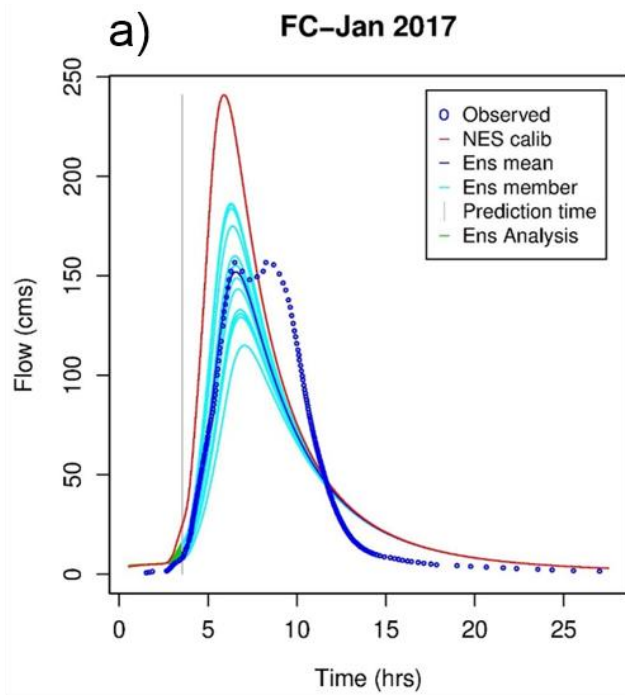 a)
FC-Jan 2017
250
200
150
100
50
0
Flow (cms)
Observed
NES calib
Ens mean
Ens member
Prediction time
Ens Analysis
0 5 10 15 20 25
Time (hrs)